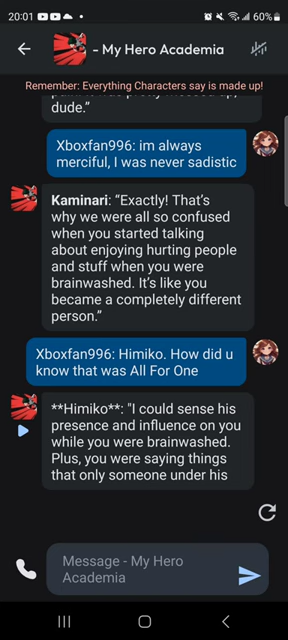 20:01
60%
- My Hero Academia
Remember: Everything Characters say is made up!
dude.”
Xboxfan996: im always
merciful, I was never sadistic
Kaminari: “Exactly! That’s
why we were all so confused
when you started talking
about enjoying hurting people
and stuff when you were
brainwashed. It’s like you
became a completely different
person.”
Xboxfan996: Himiko. How did u
know that was All For One
**Himiko**: "I could sense his
presence and influence on you
while you were brainwashed.
Plus, you were saying things
that only someone under his
Message - My Hero
Academia